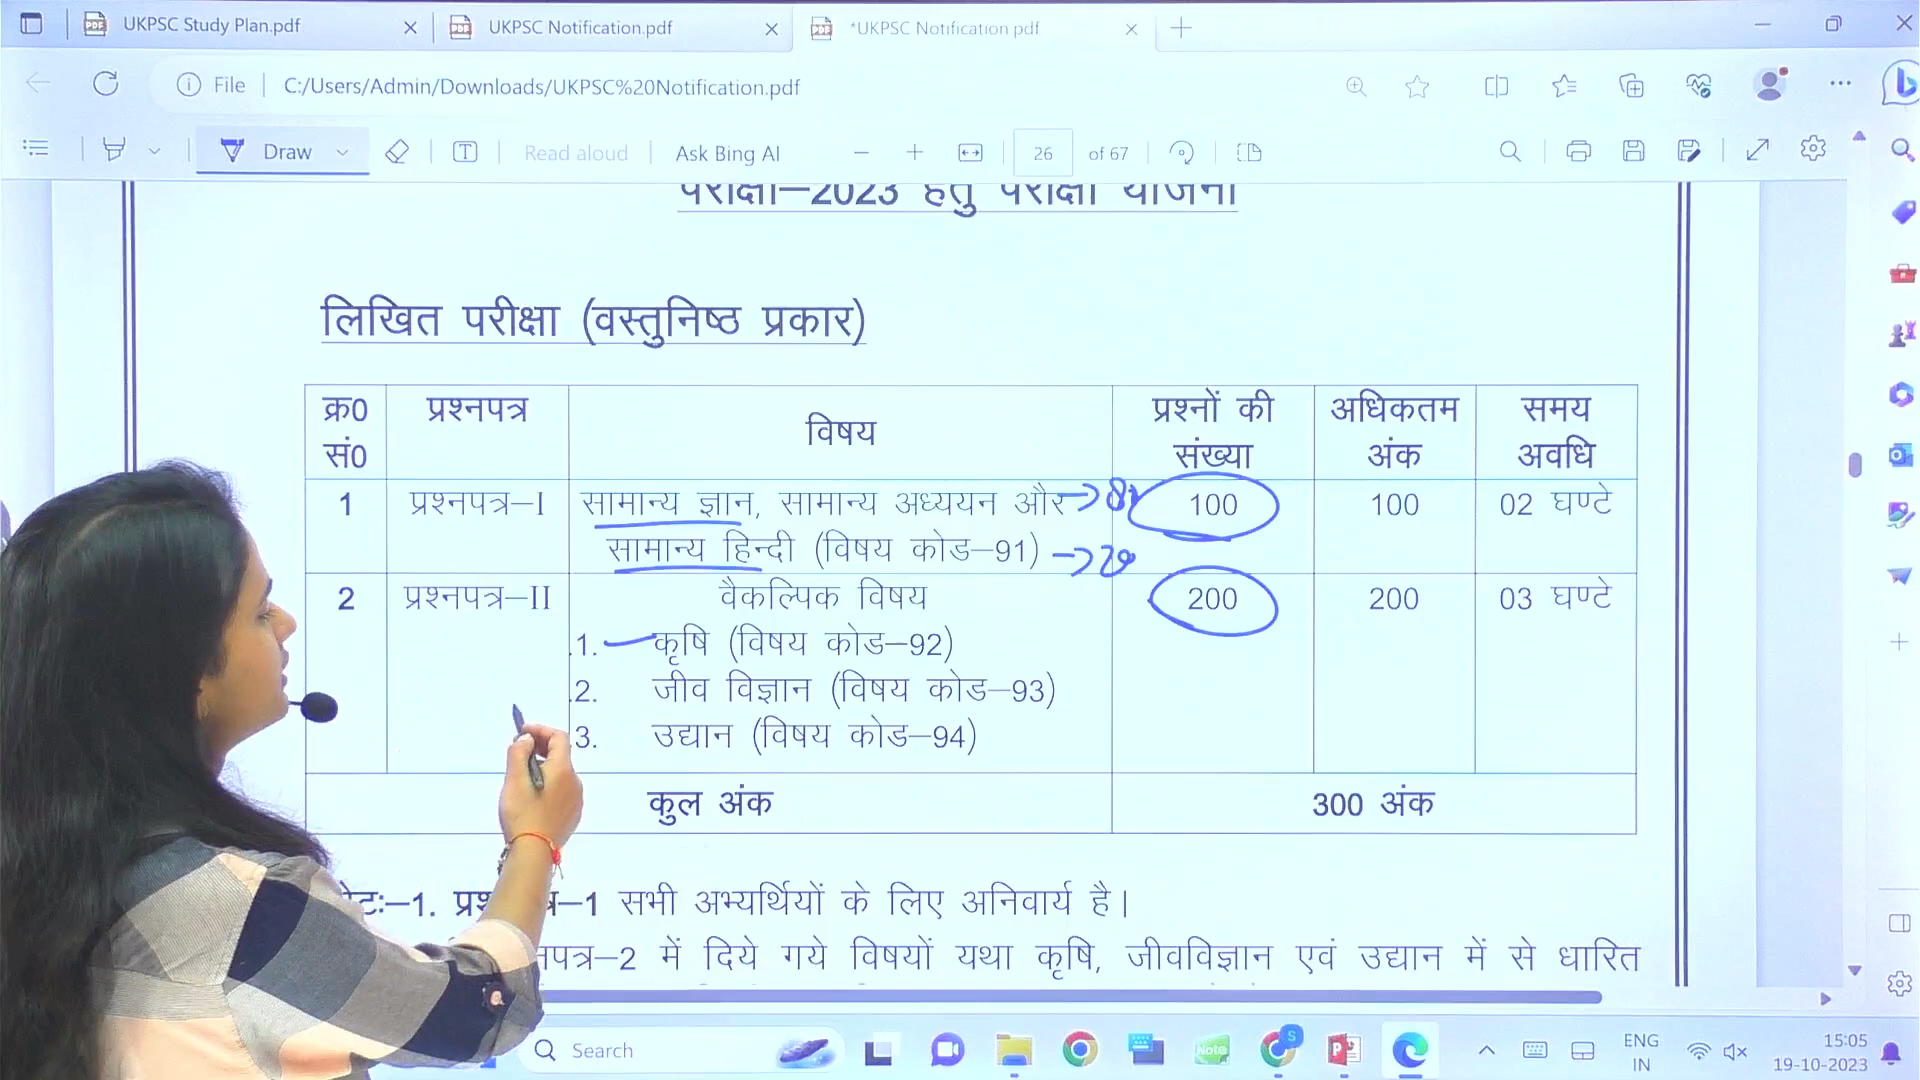 UKPSC Study Plan.pdf
UKPSC Notification.pdf
*UKPSC Notification pdf
File
C:/Users/Admin/Downloads/UKPSC%20Notification.pdf
Draw
Read aloud
Ask Bing AI
26
of 67
परीक्षा–2023 हेतु परीक्षा योजना
लिखित परीक्षा (वस्तुनिष्ठ प्रकार)
क्र0 सं0
प्रश्नपत्र
विषय
प्रश्नों की संख्या
अधिकतम अंक
समय अवधि
1 प्रश्नपत्र–I सामान्य ज्ञान, सामान्य अध्ययन और 100 100 02 घण्टे
सामान्य हिन्दी (विषय कोड–91) 20
2 प्रश्नपत्र–II वैकल्पिक विषय 200 200 03 घण्टे
1. कृषि (विषय कोड–92)
2. जीव विज्ञान (विषय कोड–93)
3. उद्यान (विषय कोड–94)
कुल अंक 300 अंक
–1. –1 सभी अभ्यर्थियों के लिए अनिवार्य है।
–2 में दिये गये विषयों यथा कृषि, जीवविज्ञान एवं उद्यान में से धारित
Search
ENG
IN
15:05
19-10-2023